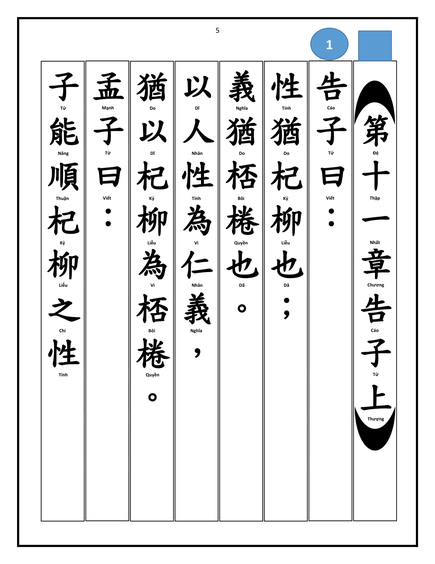 5
1
第十一章告子上
Đệ Thập Nhất Chương Cáo Tử Thượng
告子曰：
Cáo Tử Viết
性猶杞柳也；
Tính Do Kỷ Liễu Dã
義猶桮棬也。
Nghĩa Do Bôi Quyền Dã
以人性為仁義，
Dĩ Nhân Tính Vi Nhân Nghĩa
猶以杞柳為桮棬。
Do Dĩ Kỷ Liễu Vi Bôi Quyền
孟子曰：
Mạnh Tử Viết
子能順杞柳之性
Tử Năng Thuận Kỷ Liễu Chi Tính